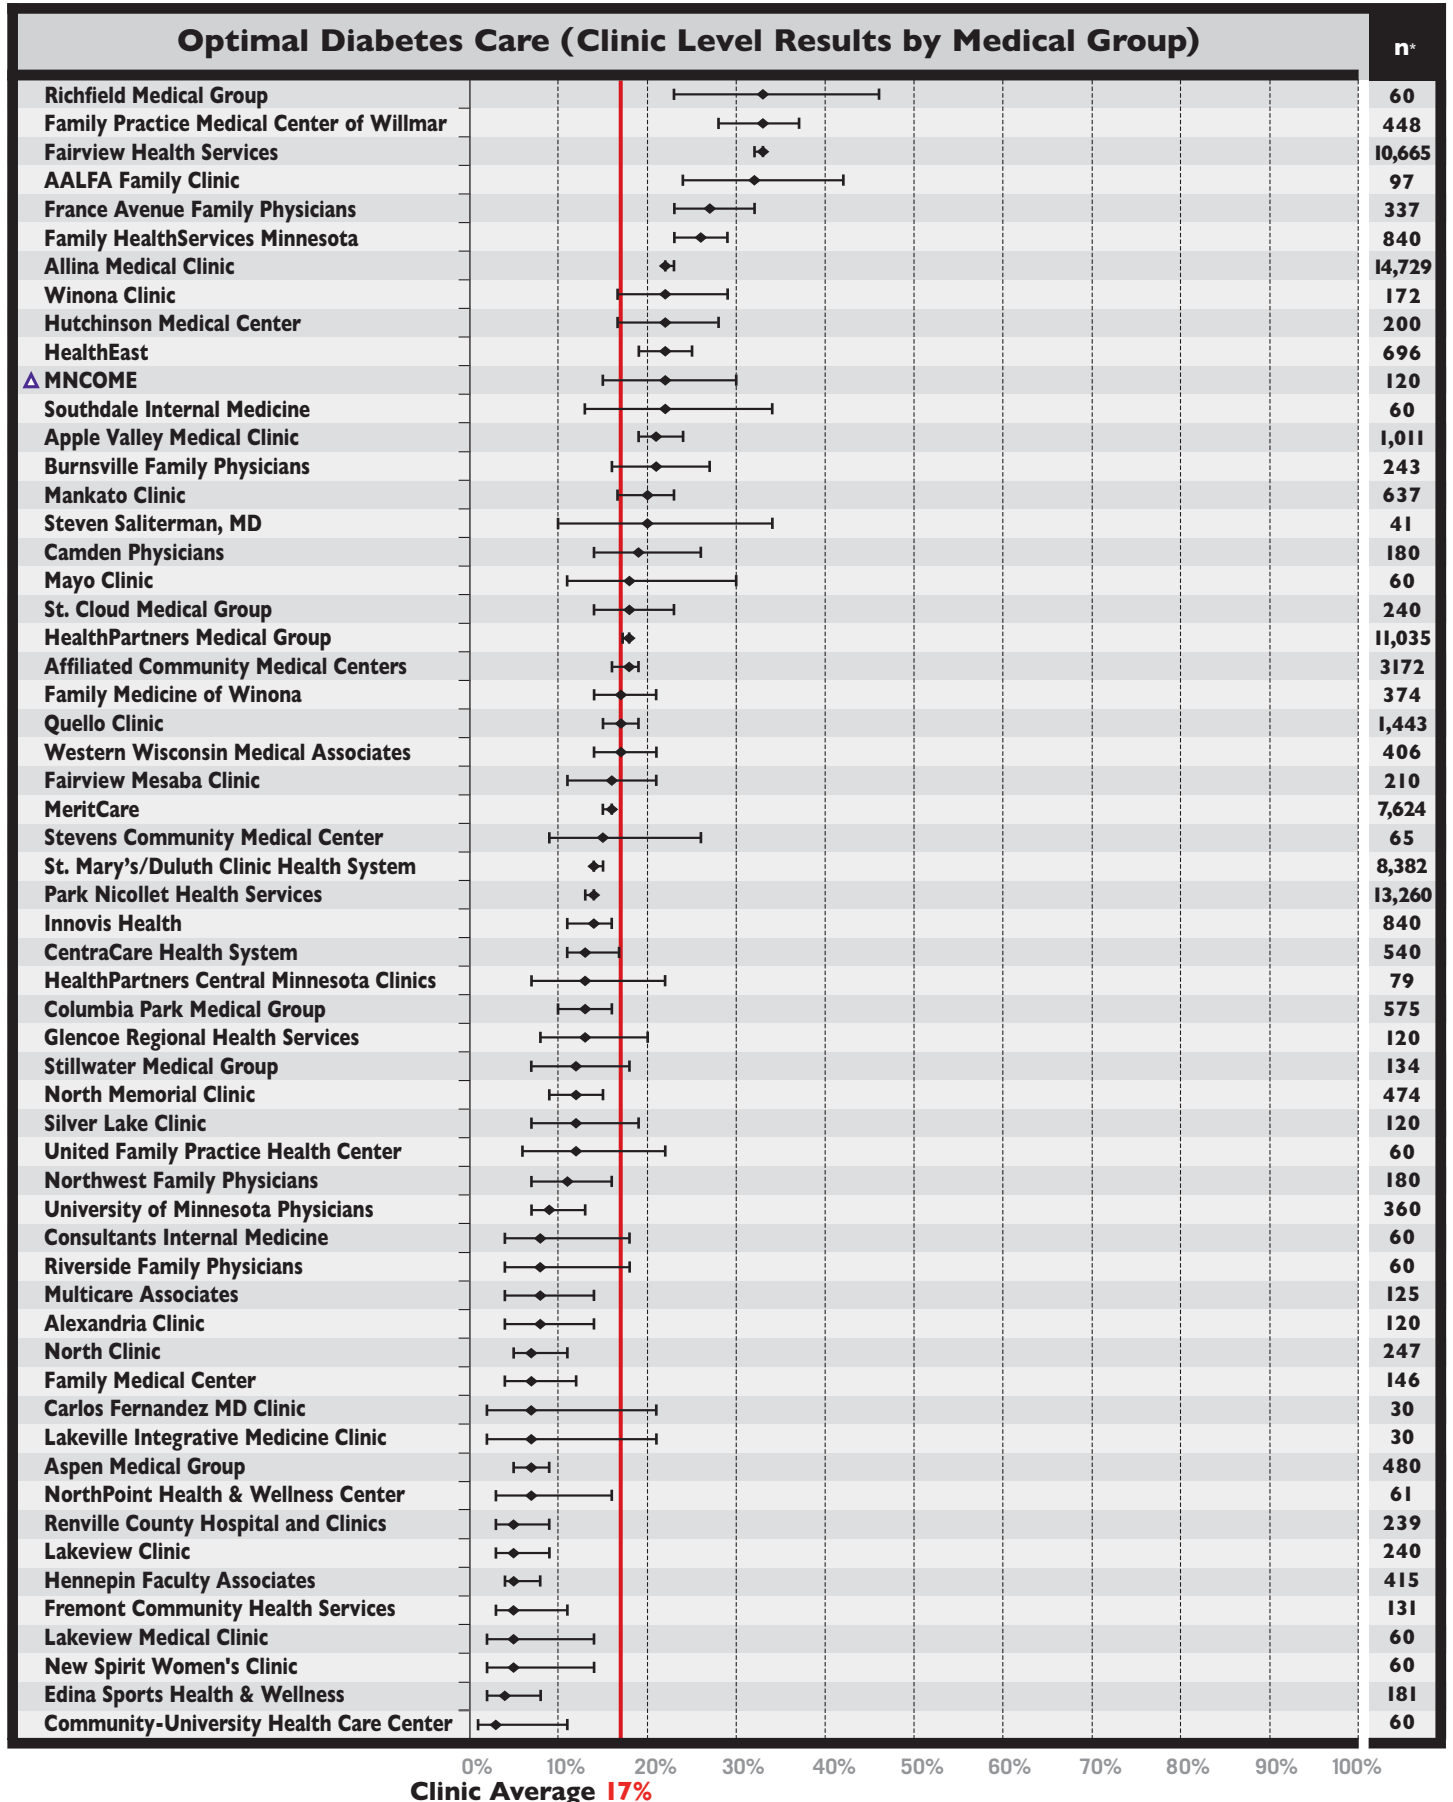 Optimal Diabetes Care (Clinic Level Results by Medical Group) n*
Richfield Medical Group 60
Family Practice Medical Center of Willmar 448
Fairview Health Services 10,665
AALFA Family Clinic 97
France Avenue Family Physicians 337
Family HealthServices Minnesota 840
Allina Medical Clinic 14,729
Winona Clinic 172
Hutchinson Medical Center 200
HealthEast 696
MNCOME 120
Southdale Internal Medicine 60
Apple Valley Medical Clinic 1,011
Burnsville Family Physicians 243
Mankato Clinic 637
Steven Saliterman, MD 41
Camden Physicians 180
Mayo Clinic 60
St. Cloud Medical Group 240
HealthPartners Medical Group 11,035
Affiliated Community Medical Centers 3172
Family Medicine of Winona 374
Quello Clinic 1,443
Western Wisconsin Medical Associates 406
Fairview Mesaba Clinic 210
MeritCare 7,624
Stevens Community Medical Center 65
St. Mary’s/Duluth Clinic Health System 8,382
Park Nicollet Health Services 13,260
Innovis Health 840
CentraCare Health System 540
HealthPartners Central Minnesota Clinics 79
Columbia Park Medical Group 575
Glencoe Regional Health Services 120
Stillwater Medical Group 134
North Memorial Clinic 474
Silver Lake Clinic 120
United Family Practice Health Center 60
Northwest Family Physicians 180
University of Minnesota Physicians 360
Consultants Internal Medicine 60
Riverside Family Physicians 60
Multicare Associates 125
Alexandria Clinic 120
North Clinic 247
Family Medical Center 146
Carlos Fernandez MD Clinic 30
Lakeville Integrative Medicine Clinic 30
Aspen Medical Group 480
NorthPoint Health & Wellness Center 61
Renville County Hospital and Clinics 239
Lakeview Clinic 240
Hennepin Faculty Associates 415
Fremont Community Health Services 131
Lakeview Medical Clinic 60
New Spirit Women's Clinic 60
Edina Sports Health & Wellness 181
Community-University Health Care Center 60
0% 10% 20% 30% 40% 50% 60% 70% 80% 90% 100%
Clinic Average 17%